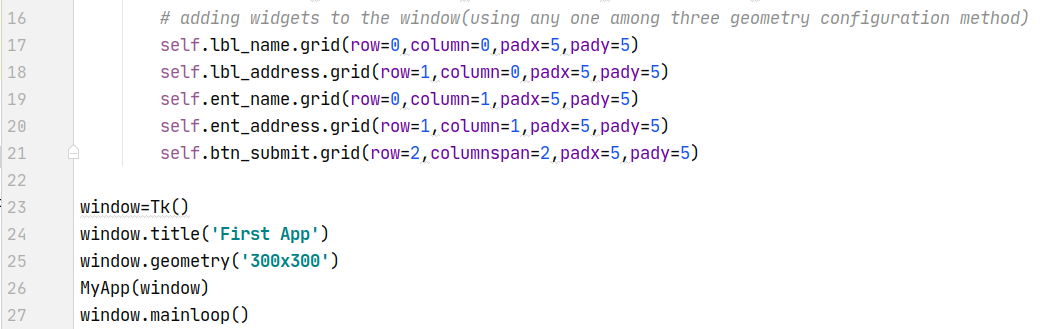 16 # adding widgets to the window(using any one among three geometry configuration method)
17 self.lbl_name.grid(row=0,column=0,padx=5,pady=5)
18 self.lbl_address.grid(row=1,column=0,padx=5,pady=5)
19 self.ent_name.grid(row=0,column=1,padx=5,pady=5)
20 self.ent_address.grid(row=1,column=1,padx=5,pady=5)
21 self.btn_submit.grid(row=2,columnspan=2,padx=5,pady=5)
22
23 window=Tk()
24 window.title('First App')
25 window.geometry('300x300')
26 MyApp(window)
27 window.mainloop()